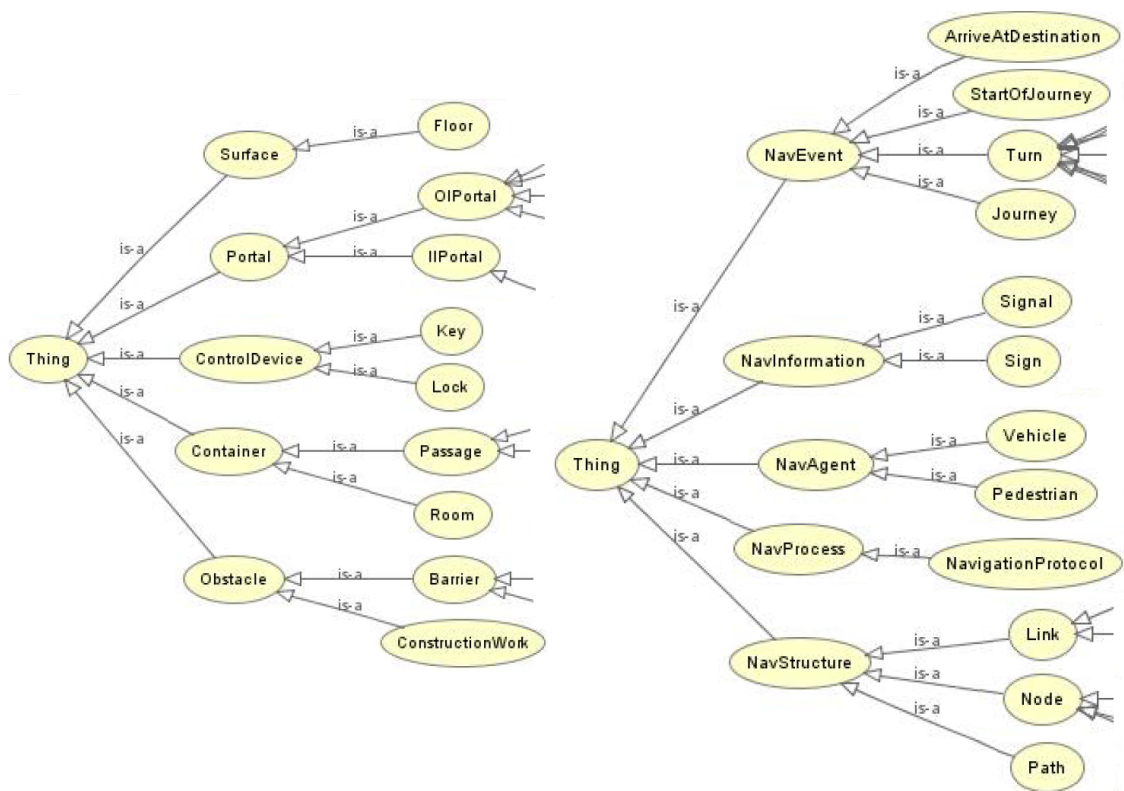 Thing
is-a
Surface
is-a
Floor
is-a
Portal
is-a
OIPortal
is-a
IIPortal
is-a
ControlDevice
is-a
Key
is-a
Lock
is-a
Container
is-a
Passage
is-a
Room
is-a
Obstacle
is-a
Barrier
is-a
ConstructionWork
Thing
is-a
NavEvent
is-a
ArriveAtDestination
is-a
StartOfJourney
is-a
Turn
is-a
Journey
is-a
NavInformation
is-a
Signal
is-a
Sign
is-a
NavAgent
is-a
Vehicle
is-a
Pedestrian
is-a
NavProcess
is-a
NavigationProtocol
is-a
NavStructure
is-a
Link
is-a
Node
is-a
Path